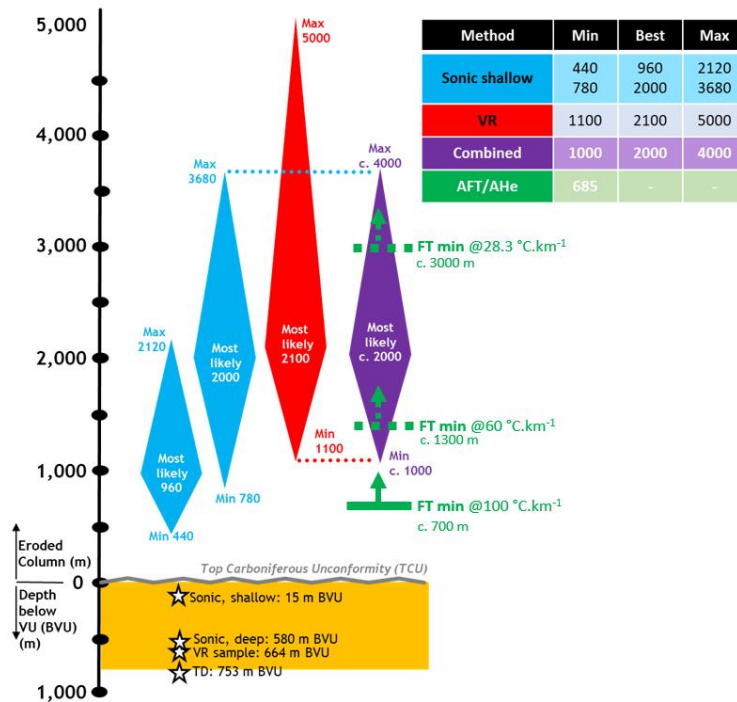 5,000
4,000
3,000
2,000
1,000
0
1,000
Eroded
Column (m)
Depth
below
VU (BVU)
(m)
Max
5000
Max
3680
Max
c. 4000
Max
2120
Most
likely
960
Min 440
Most
likely
2000
Min 780
Most
likely
2100
Min
1100
Most
likely
c. 2000
Min
c. 1000
FT min @28.3 °C.km-1
c. 3000 m
FT min @60 °C.km-1
c. 1300 m
FT min @100 °C.km-1
c. 700 m
Top Carboniferous Unconformity (TCU)
Sonic, shallow: 15 m BVU
Sonic, deep: 580 m BVU
VR sample: 664 m BVU
TD: 753 m BVU
Method Min Best Max
Sonic shallow 440 960 2120
780 2000 3680
VR 1100 2100 5000
Combined 1000 2000 4000
AFT/AHe 685 - -